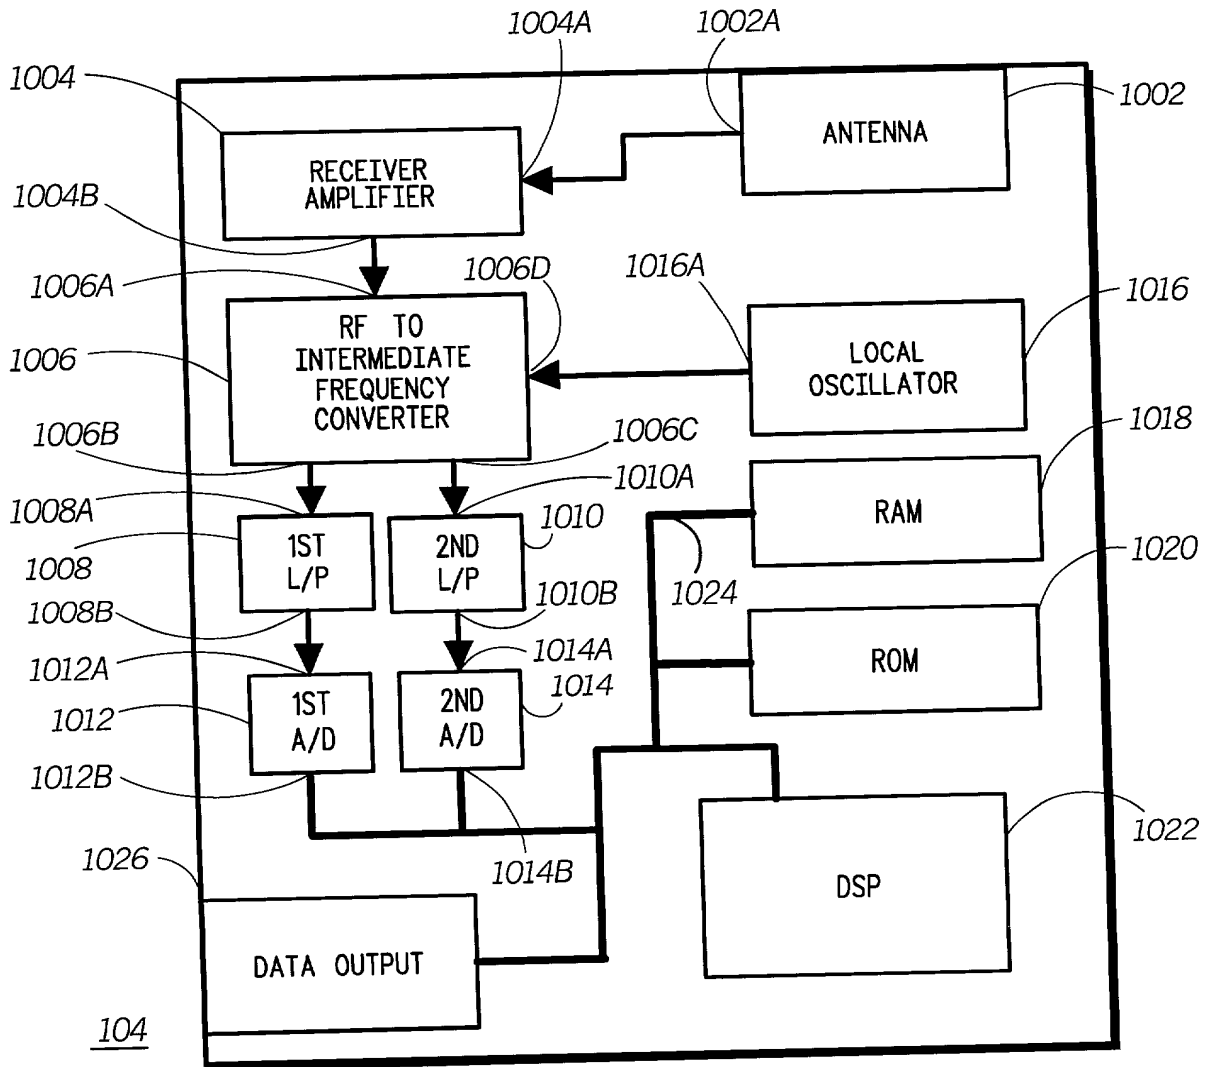 1004A
1002A
1004
1002
ANTENNA
RECEIVER
AMPLIFIER
1004B
1006A
1006D
1016A
1016
RF TO
INTERMEDIATE
FREQUENCY
CONVERTER
1006
LOCAL
OSCILLATOR
1006B
1006C
1018
1008A
1010A
1010
RAM
1ST
L/P
2ND
L/P
1008
1020
1024
1008B
1010B
1012A
1014A
ROM
1012
1ST
A/D
2ND
A/D
1014
1012B
1022
1026
1014B
DSP
DATA OUTPUT
104